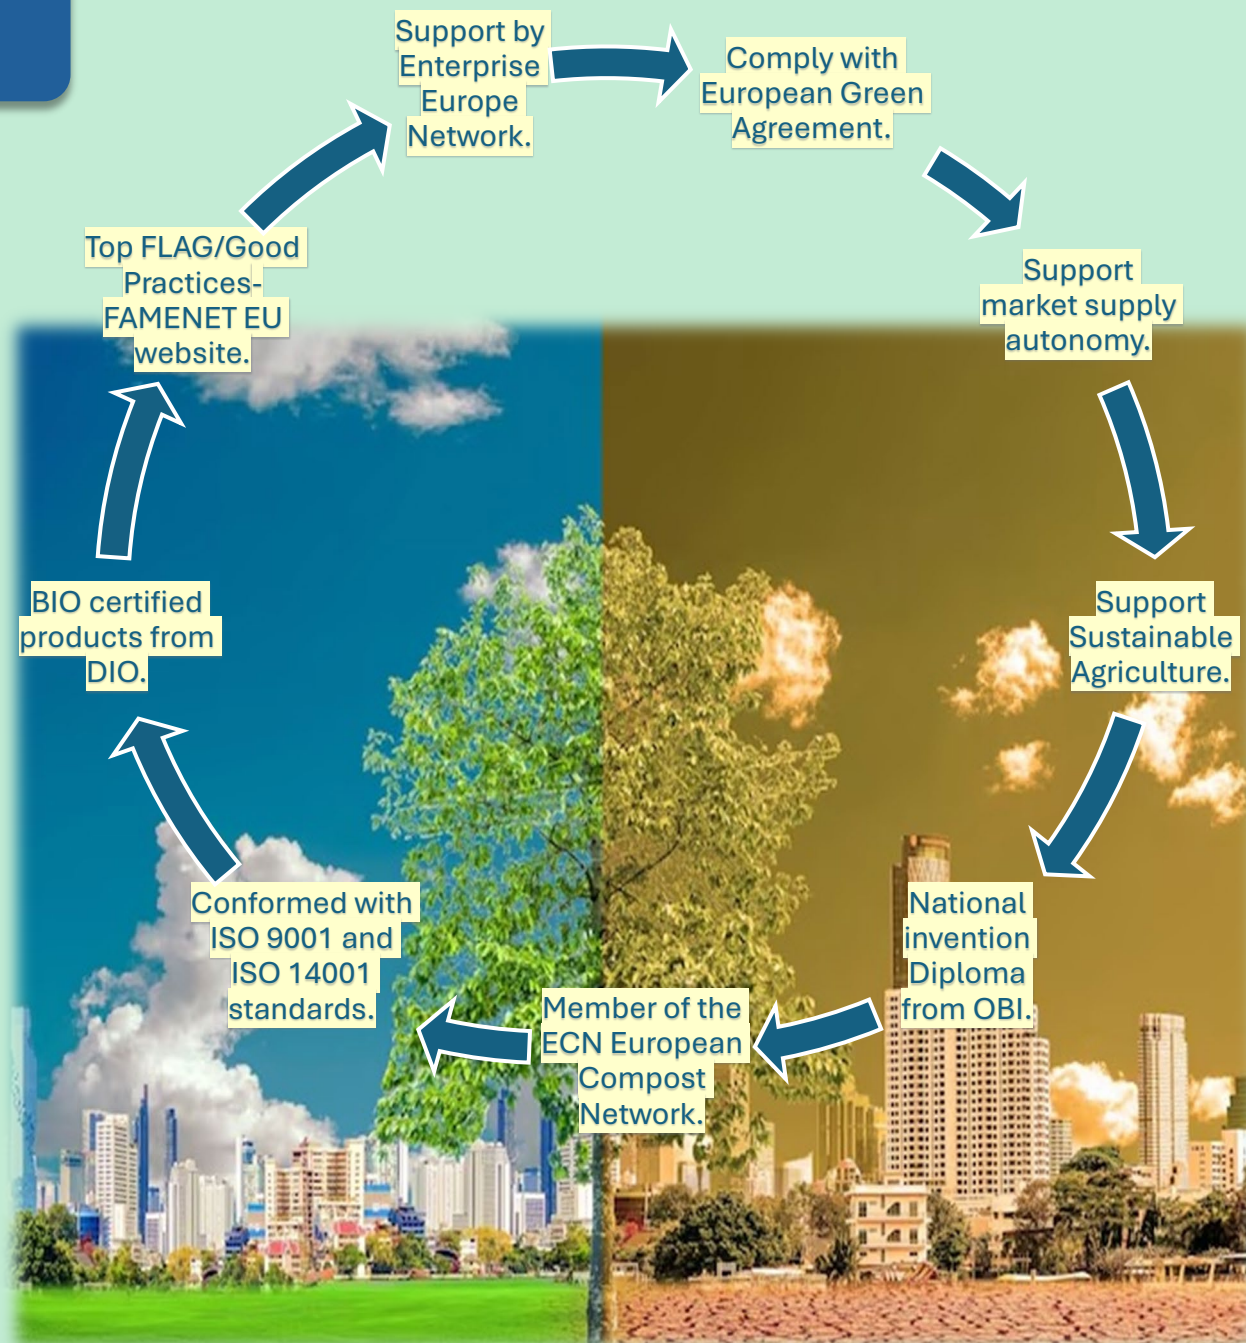 Support by
Enterprise
Europe
Network.
Comply with
European Green
Agreement.
Support
market supply
autonomy.
Support
Sustainable
Agriculture.
National
invention
Diploma
from OBI.
Member of the
ECN European
Compost
Network.
Conformed with
ISO 9001 and
ISO 14001
standards.
BIO certified
products from
DIO.
Top FLAG/Good
Practices-
FAMENET EU
website.